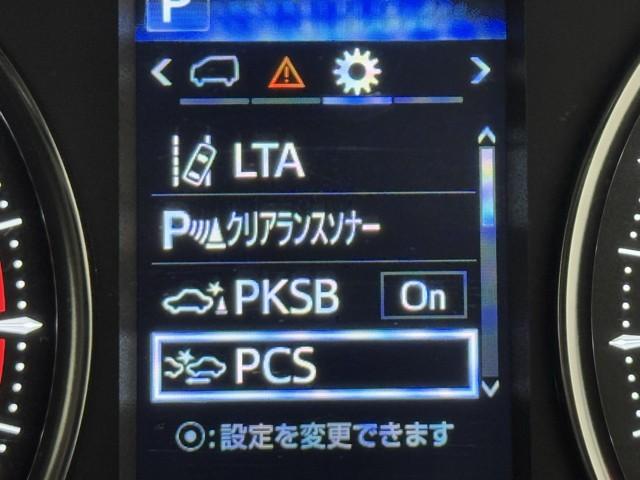 P
LTA
P クリアランスソナー
PKSB On
PCS
:設定を変更できます